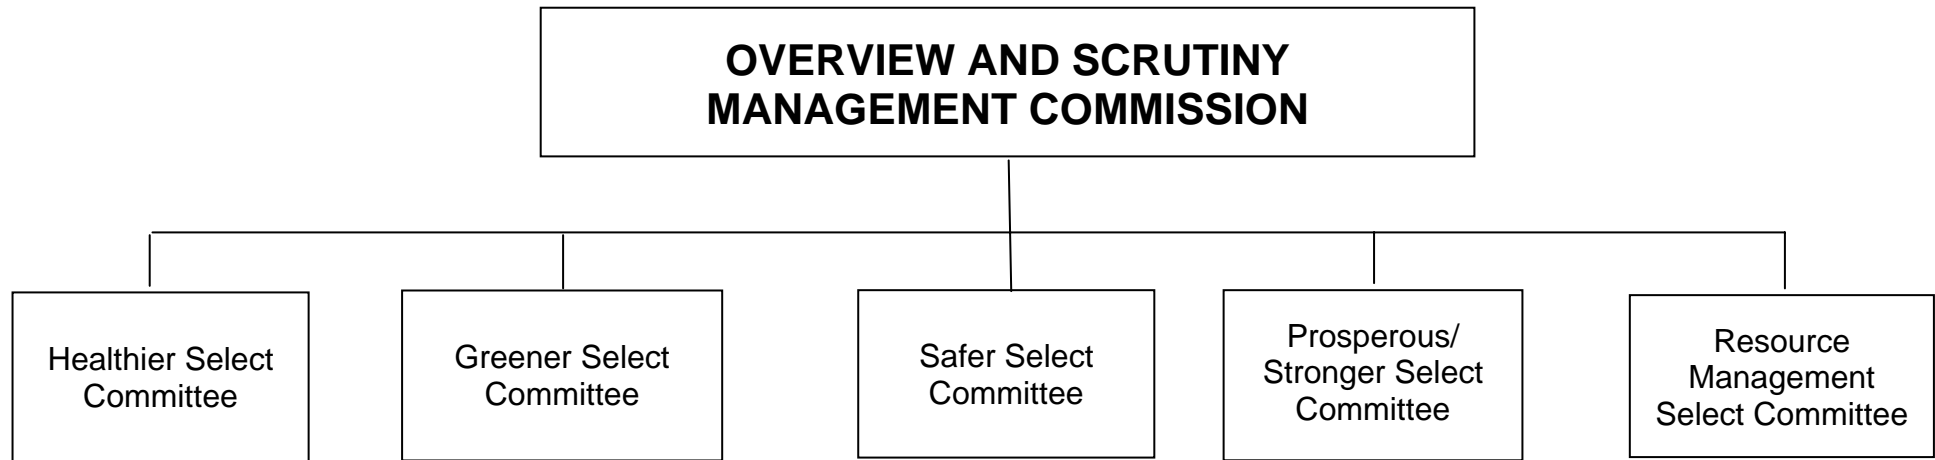 OVERVIEW AND SCRUTINY
MANAGEMENT COMMISSION
Healthier Select
Committee
Greener Select
Committee
Safer Select
Committee
Prosperous/
Stronger Select
Committee
Resource
Management
Select Committee